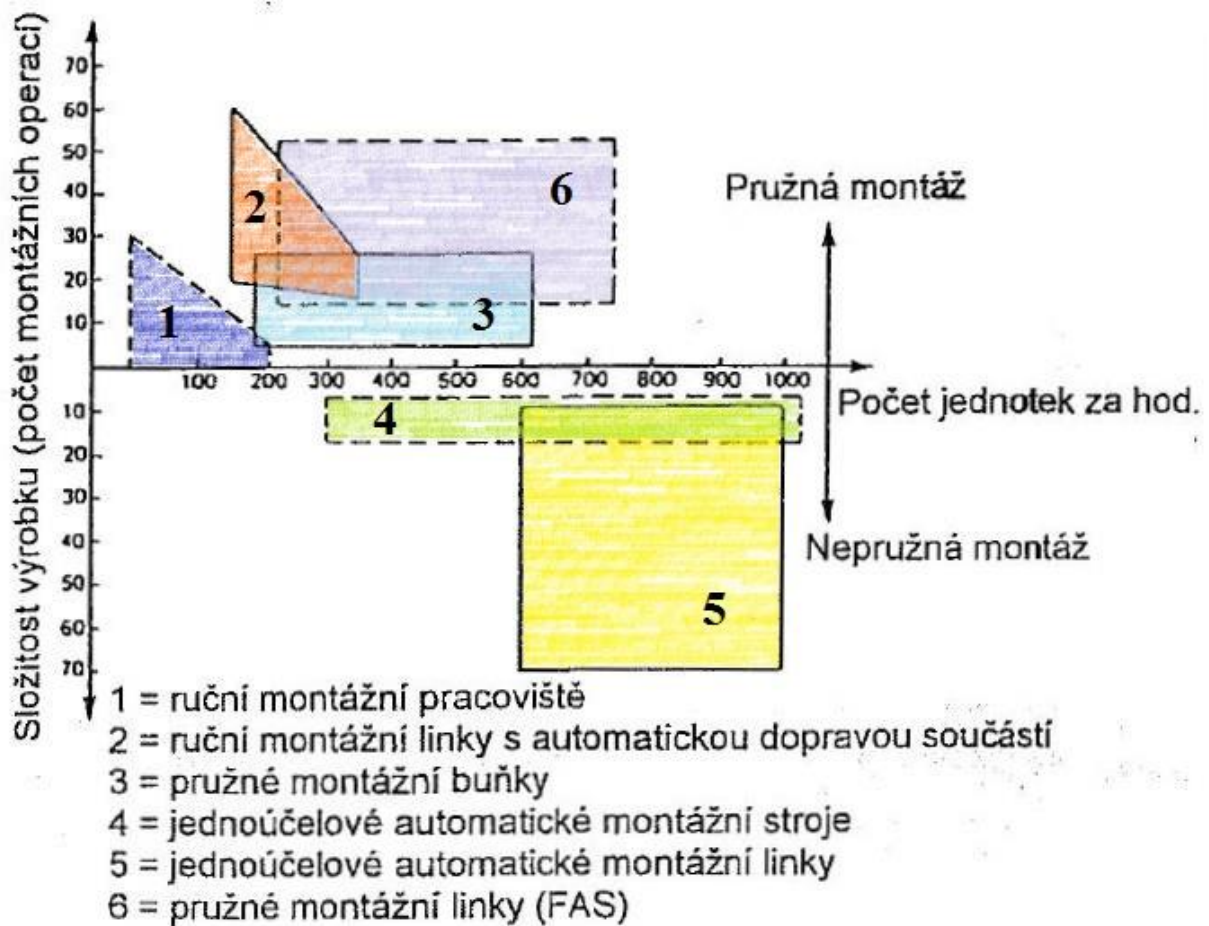 Složitost výrobku (počet montážních operací)
70
60
50
40
30
20
10
10
20
30
40
50
60
70
100 200 300 400 500 600 700 800 900 1000
1
2
3
4
5
6
Pružná montáž
Počet jednotek za hod.
Nepružná montáž
1 = ruční montážní pracoviště
2 = ruční montážní linky s automatickou dopravou součástí
3 = pružné montážní buňky
4 = jednoúčelové automatické montážní stroje
5 = jednoúčelové automatické montážní linky
6 = pružné montážní linky (FAS)